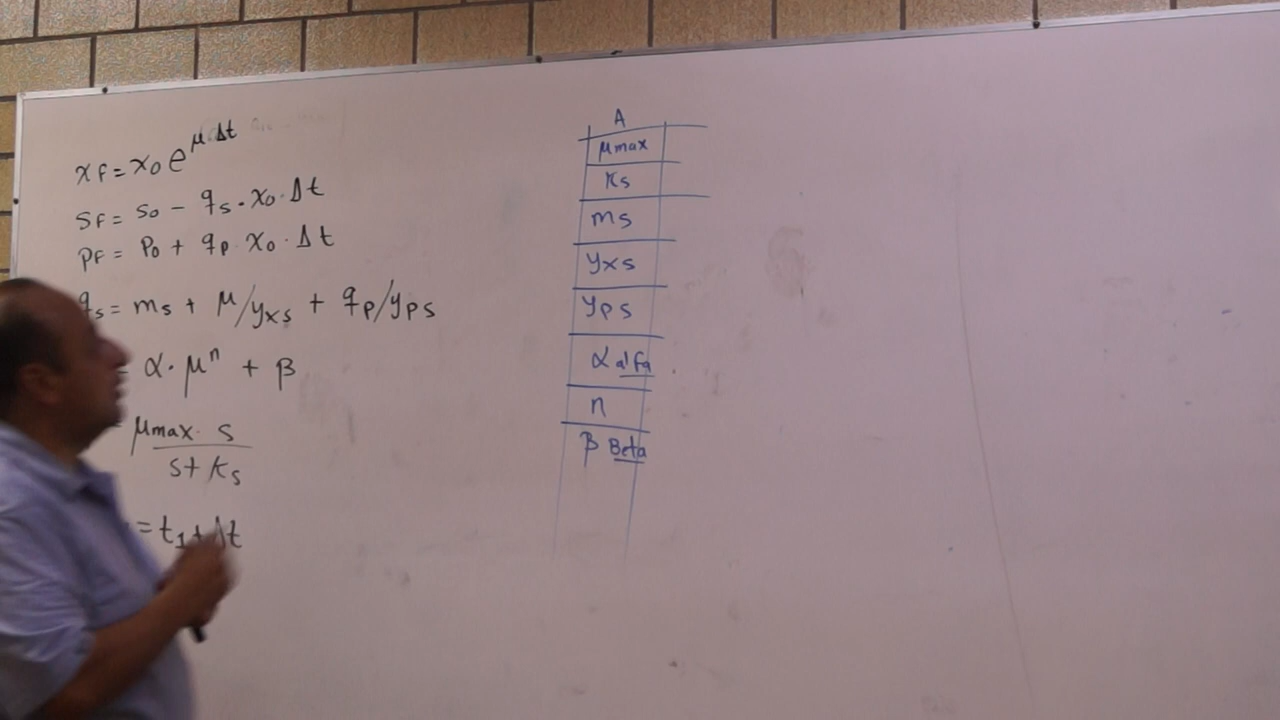 xF = x0 e^μ·Δt
SF = S0 - qs · x0 · Δt
PF = P0 + qp · x0 · Δt
qs = ms + μ/yxs + qp/yps
= α · μ^n + β
μmax · s
s + Ks
= t1 + Δt
A
μmax
Ks
ms
yxs
yps
α alfa
n
β Beta